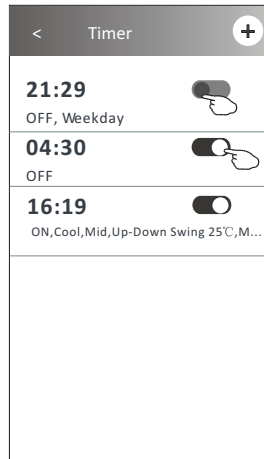 < Timer +
21:29
OFF, Weekday
04:30
OFF
16:19
ON,Cool,Mid,Up-Down Swing 25℃,M...